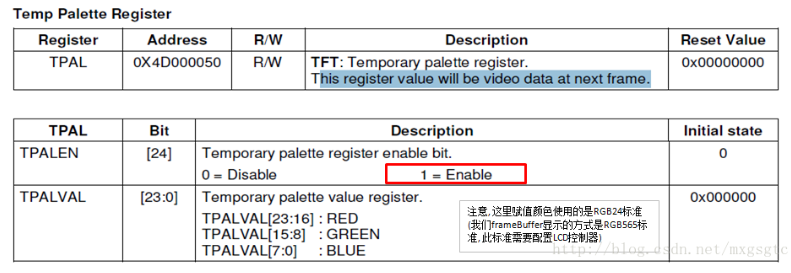 Temp Palette Register
Register Address R/W Description Reset Value
TPAL 0X4D000050 R/W TFT: Temporary palette register. 0x00000000
This register value will be video data at next frame.
TPAL Bit Description Initial state
TPALEN [24] Temporary palette register enable bit. 0
0 = Disable 1 = Enable
TPALVAL [23:0] Temporary palette value register. 0x000000
TPALVAL[23:16] : RED
TPALVAL[15:8] : GREEN
TPALVAL[7:0] : BLUE
注意,这里赋值颜色使用的是RGB24标准
(我们frameBuffer显示的方式是RGB565标
准,此标准需要配置LCD控制器)
http://blog.csdn.net/mxgsgtc